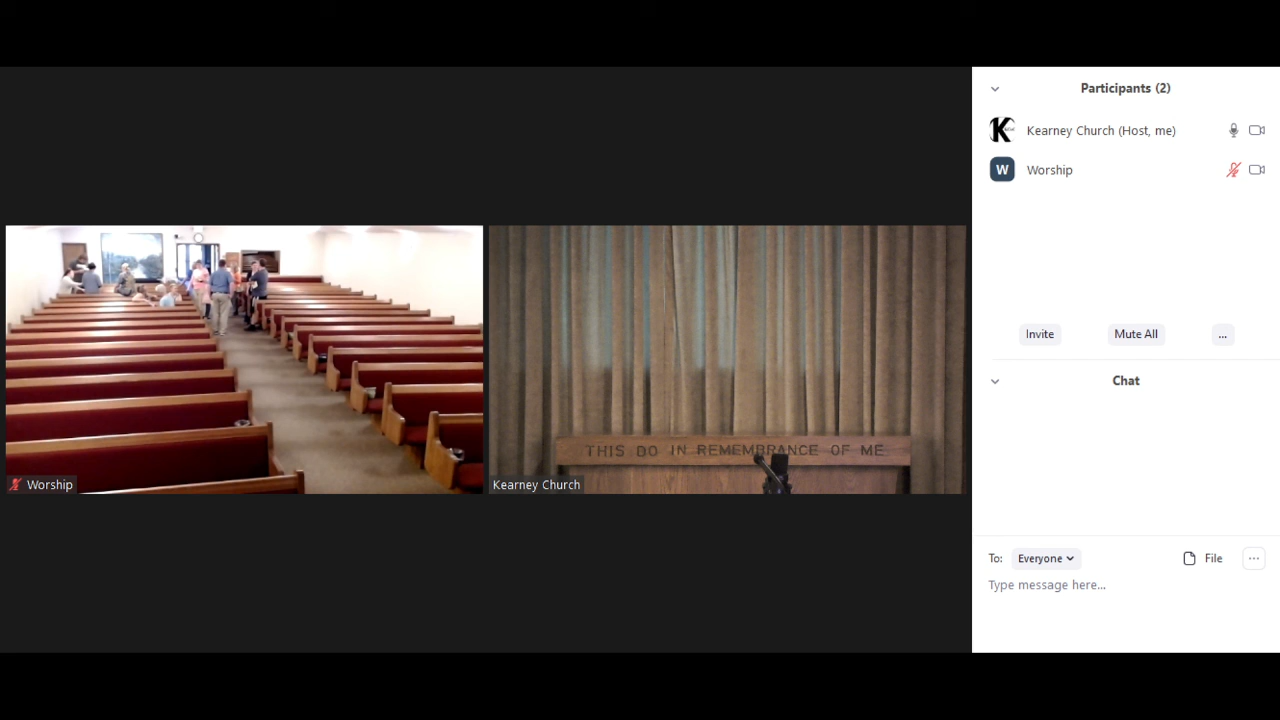 Participants (2)
K
Kearney Church (Host, me)
W
Worship
Invite
Mute All
...
Chat
THIS DO IN REMEMBRANCE OF ME
Worship
Kearney Church
To:
Everyone
File
...
Type message here...